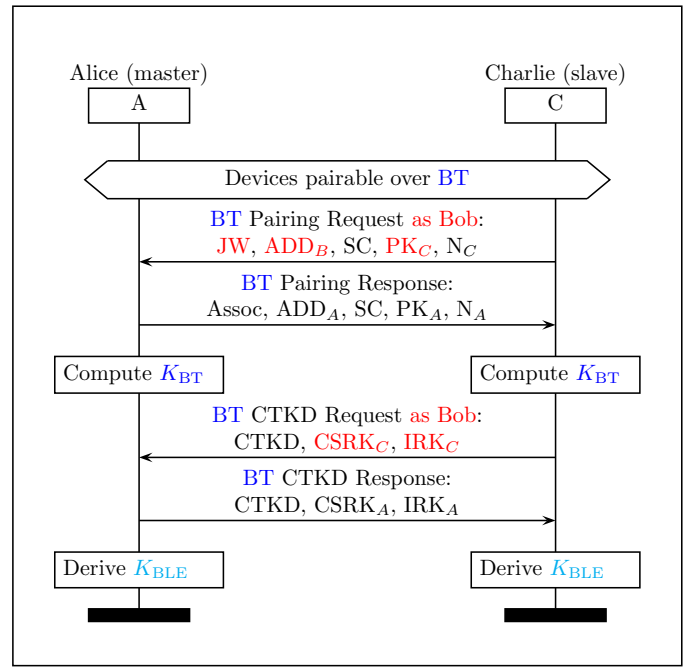 Alice (master) Charlie (slave)
A C
Devices pairable over BT
BT Pairing Request as Bob:
JW, ADD_B, SC, PK_C, N_C
BT Pairing Response:
Assoc, ADD_A, SC, PK_A, N_A
Compute K_BT Compute K_BT
BT CTKD Request as Bob:
CTKD, CSRK_C, IRK_C
BT CTKD Response:
CTKD, CSRK_A, IRK_A
Derive K_BLE Derive K_BLE